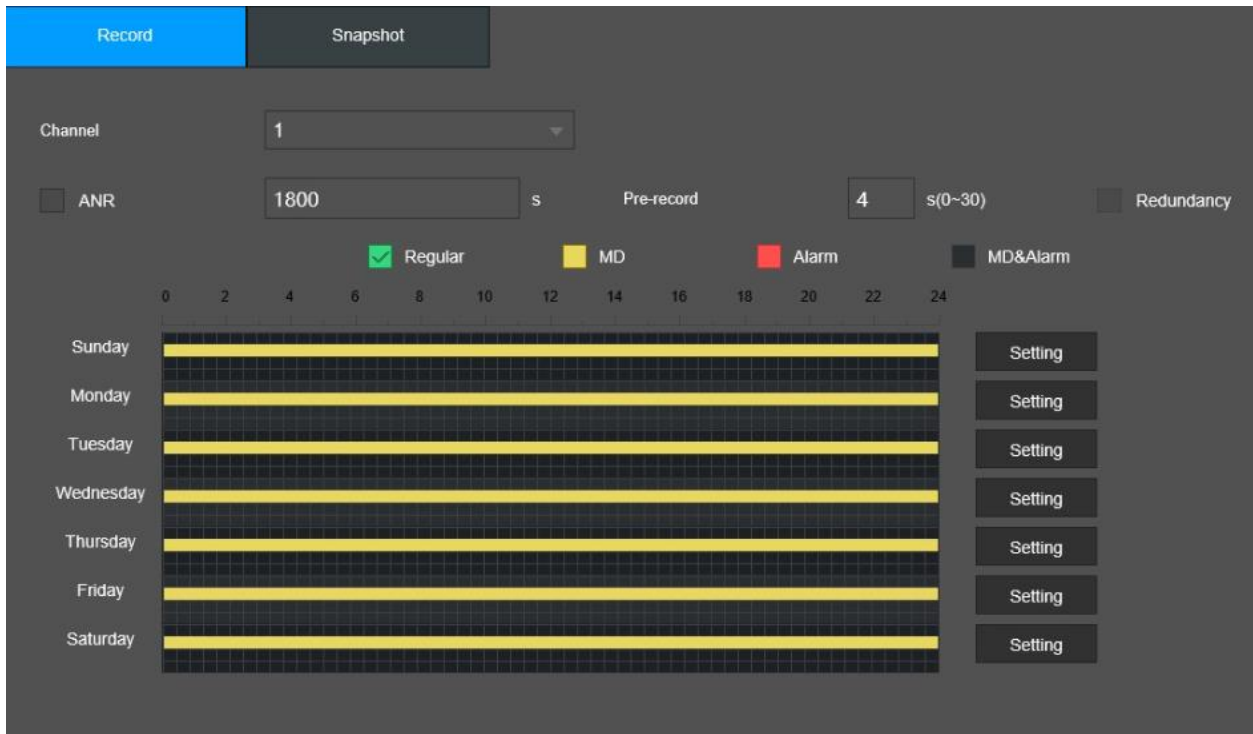 Record Snapshot
Channel 1
ANR 1800 s Pre-record 4 s(0~30) Redundancy
Regular MD Alarm MD&Alarm
0 2 4 6 8 10 12 14 16 18 20 22 24
Sunday Setting
Monday Setting
Tuesday Setting
Wednesday Setting
Thursday Setting
Friday Setting
Saturday Setting